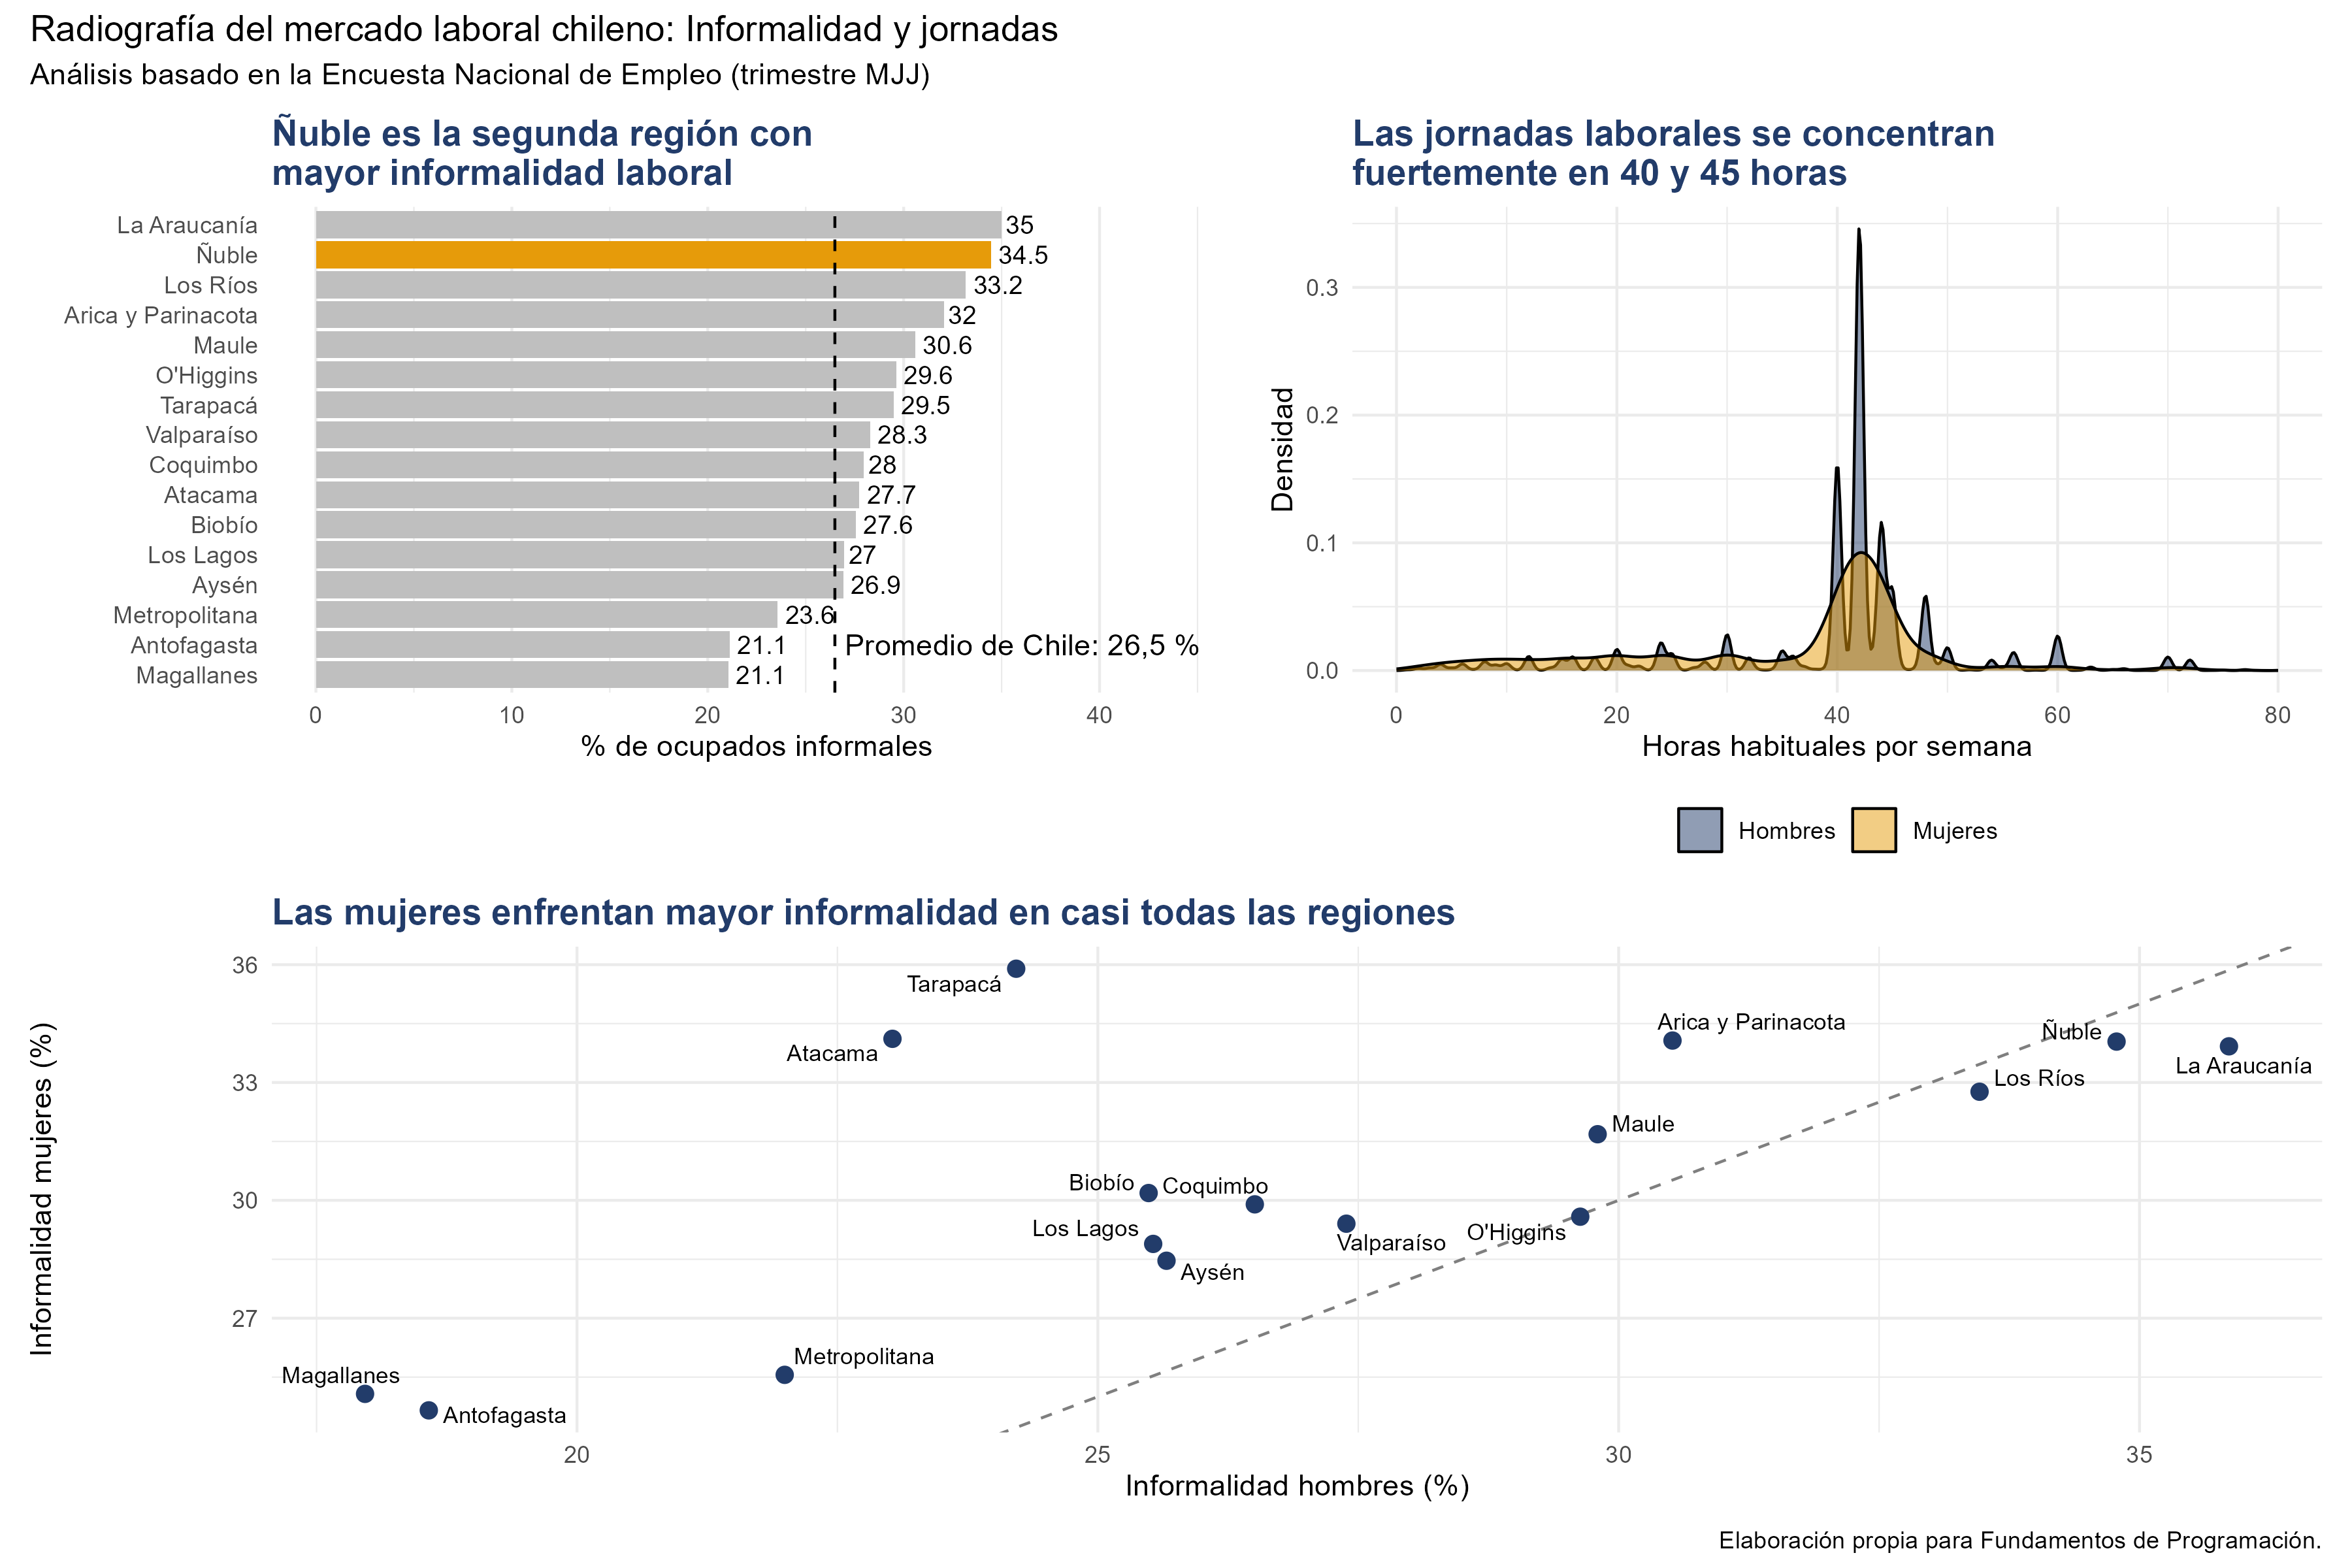 Radiografía del mercado laboral chileno: Informalidad y jornadas
Análisis basado en la Encuesta Nacional de Empleo (trimestre MJJ)
Ñuble es la segunda región con
mayor informalidad laboral
La Araucanía 35
Ñuble 34.5
Los Ríos 33.2
Arica y Parinacota 32
Maule 30.6
O'Higgins 29.6
Tarapacá 29.5
Valparaíso 28.3
Coquimbo 28
Atacama 27.7
Biobío 27.6
Los Lagos 27
Aysén 26.9
Metropolitana 23.6
Antofagasta 21.1 Promedio de Chile: 26,5 %
Magallanes 21.1
0 10 20 30 40
% de ocupados informales
Las jornadas laborales se concentran
fuertemente en 40 y 45 horas
Densidad
0.3
0.2
0.1
0.0
0 20 40 60 80
Horas habituales por semana
Hombres Mujeres
Las mujeres enfrentan mayor informalidad en casi todas las regiones
Informalidad mujeres (%)
36
33
30
27
Tarapacá
Arica y Parinacota
Ñuble
Atacama
La Araucanía
Los Ríos
Maule
Biobío
Coquimbo
Los Lagos
O'Higgins
Valparaíso
Aysén
Metropolitana
Magallanes
Antofagasta
20 25 30 35
Informalidad hombres (%)
Elaboración propia para Fundamentos de Programación.